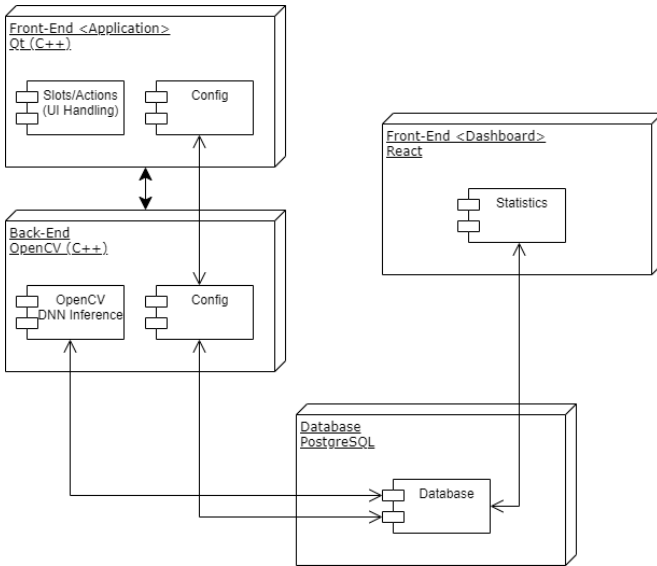 Front-End <Application>
Qt (C++)
Slots/Actions
(UI Handling)
Config
Front-End <Dashboard>
React
Statistics
Back-End
OpenCV (C++)
OpenCV
DNN Inference
Config
Database
PostgreSQL
Database